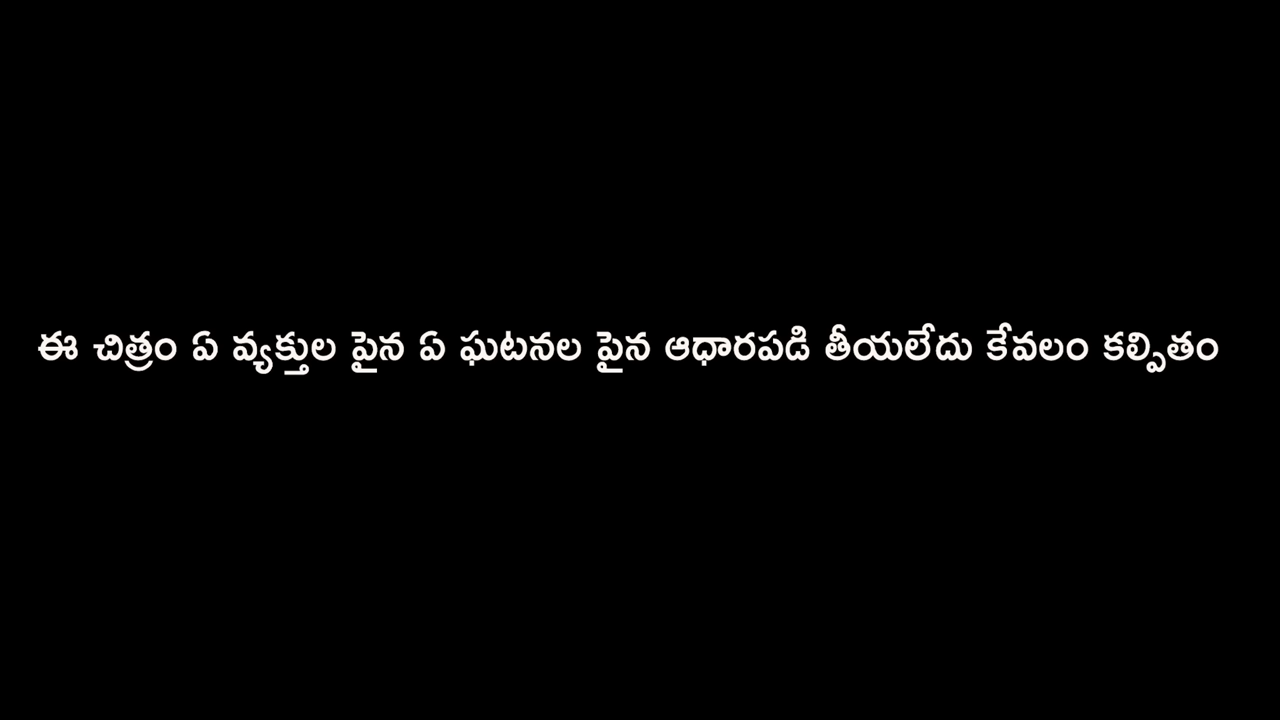 ఈ చిత్రం ఏ వ్యక్తుల పైన ఏ ఘటనల పైన ఆధారపడి తీయలేదు కేవలం కల్పితం